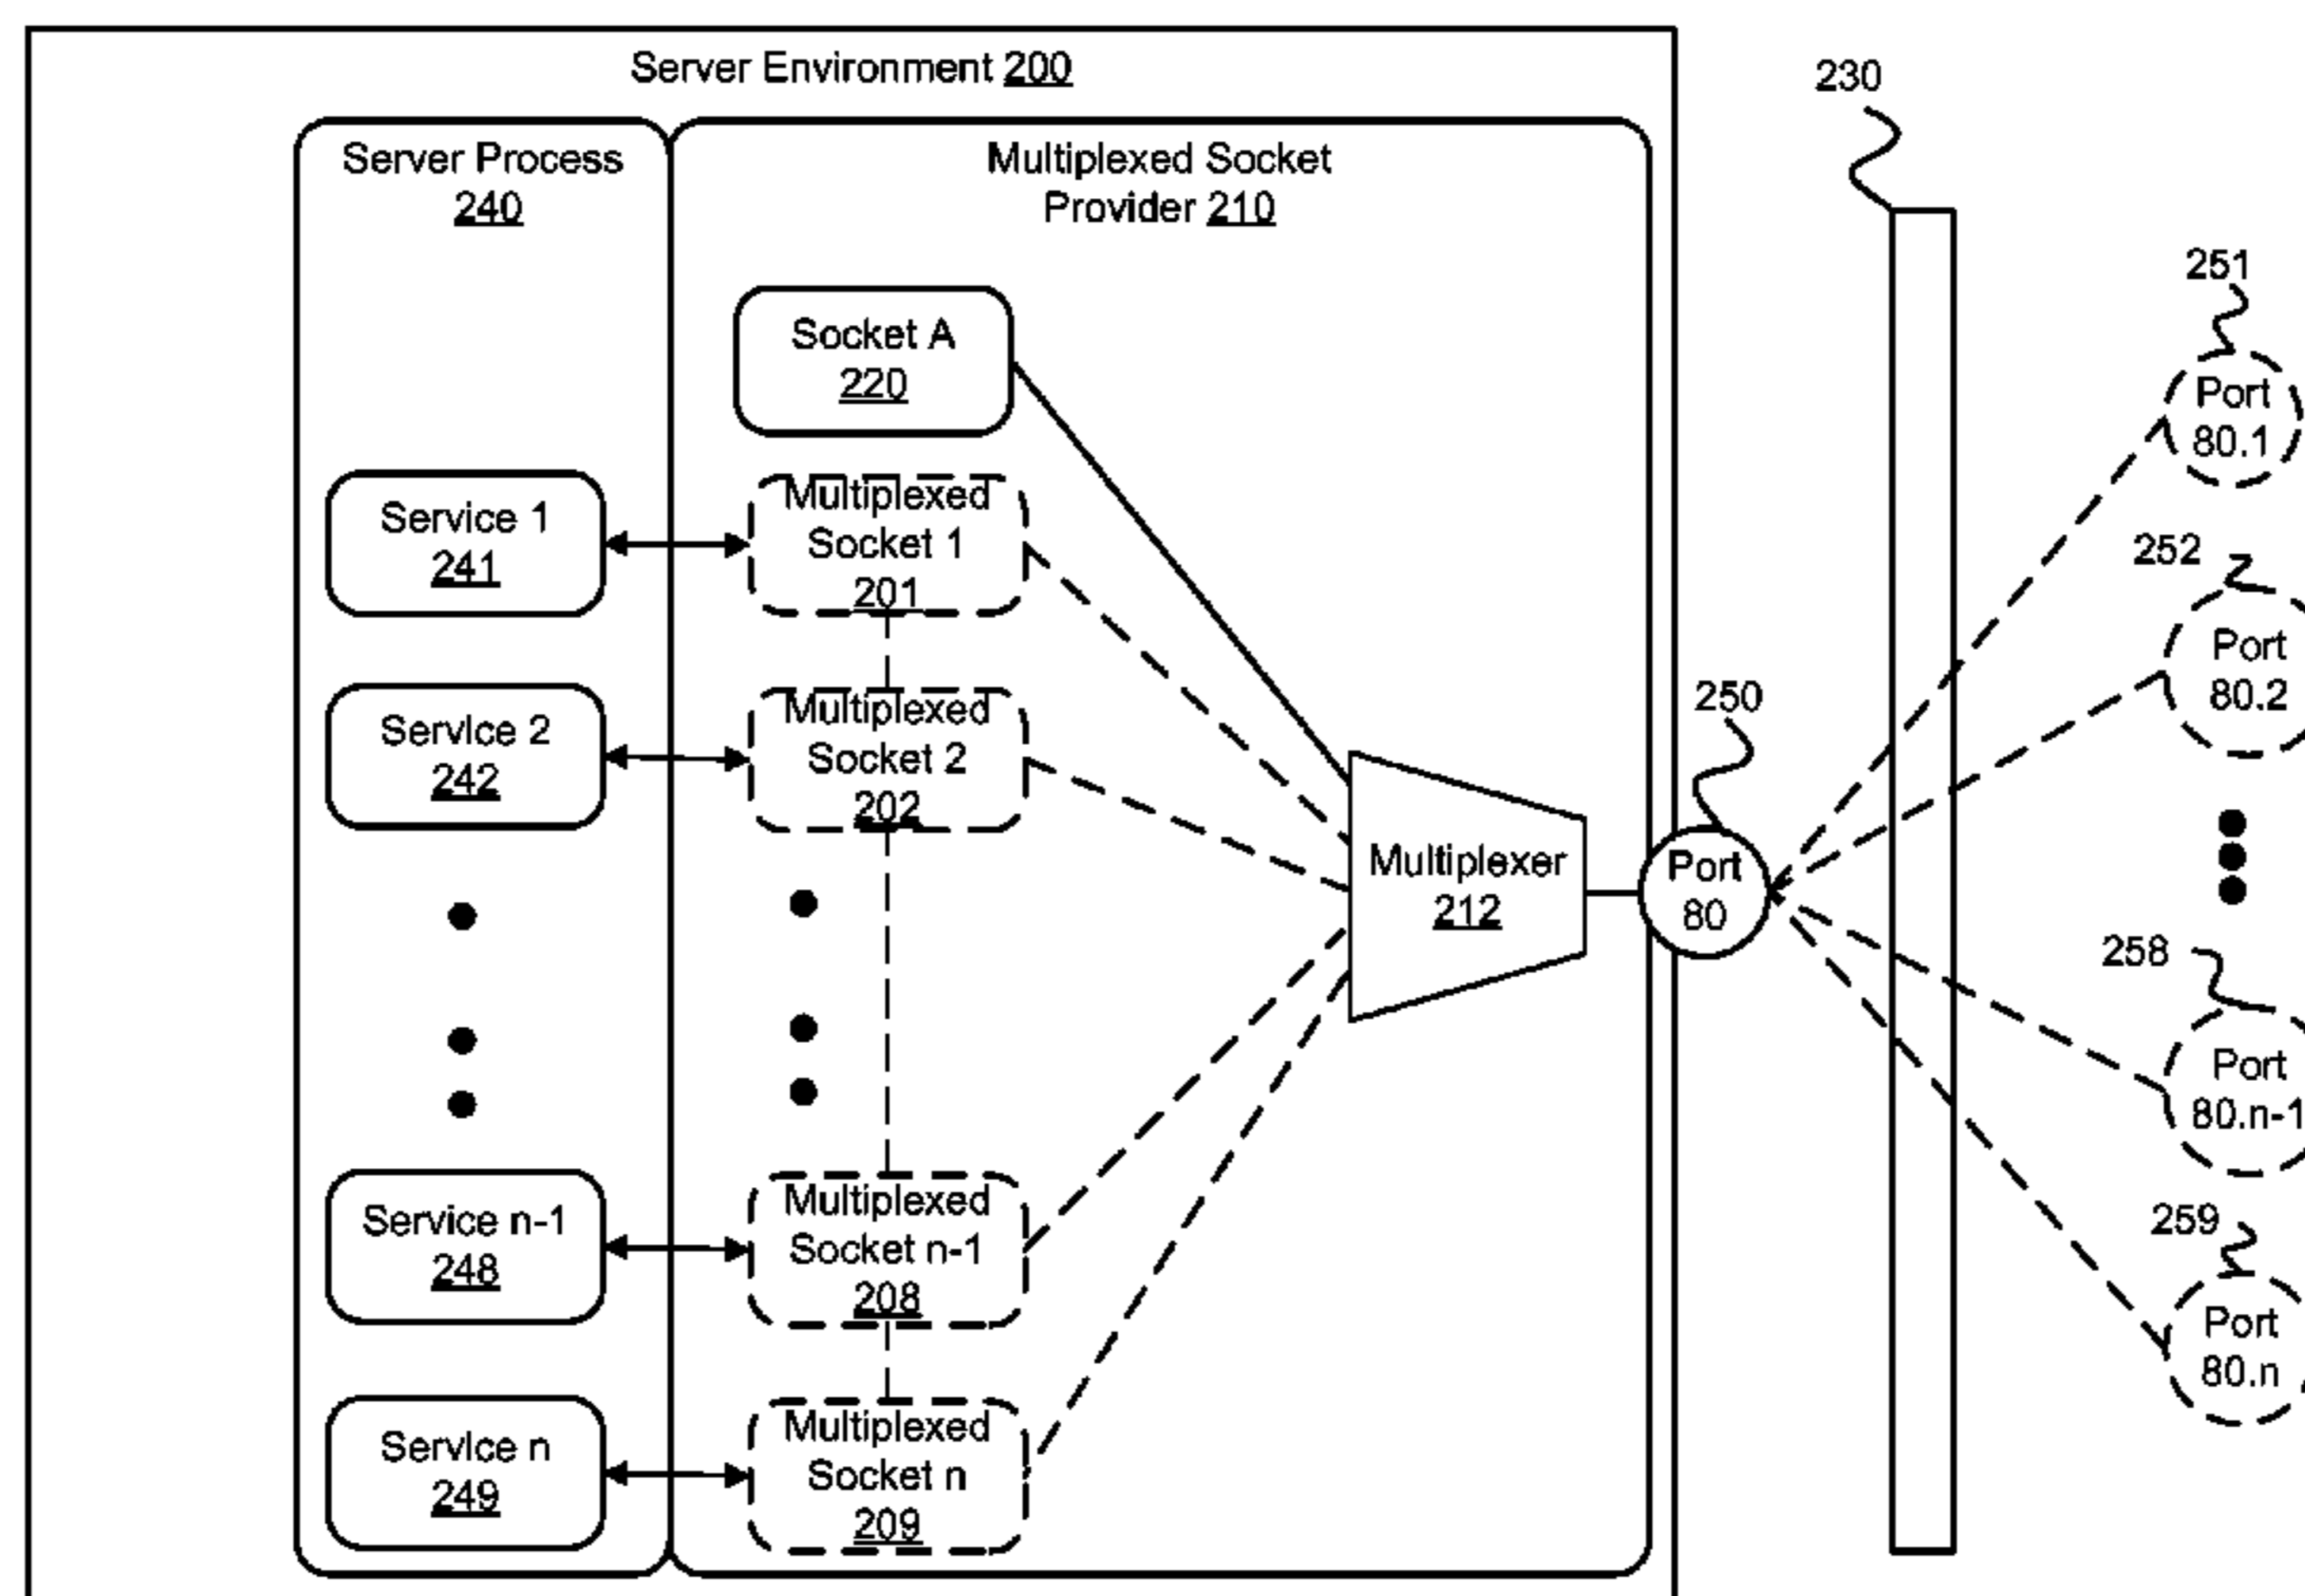 Server Environment 200
Server Process
240
Multiplexed Socket
Provider 210
230
Socket A
220
251
Port
80.1
Service 1
241
Multiplexed
Socket 1
201
252
Port
80.2
Service 2
242
Multiplexed
Socket 2
202
250
Multiplexer
212
Port
80
258
Port
80.n-1
Service n-1
248
Multiplexed
Socket n-1
208
259
Port
80.n
Service n
249
Multiplexed
Socket n
209